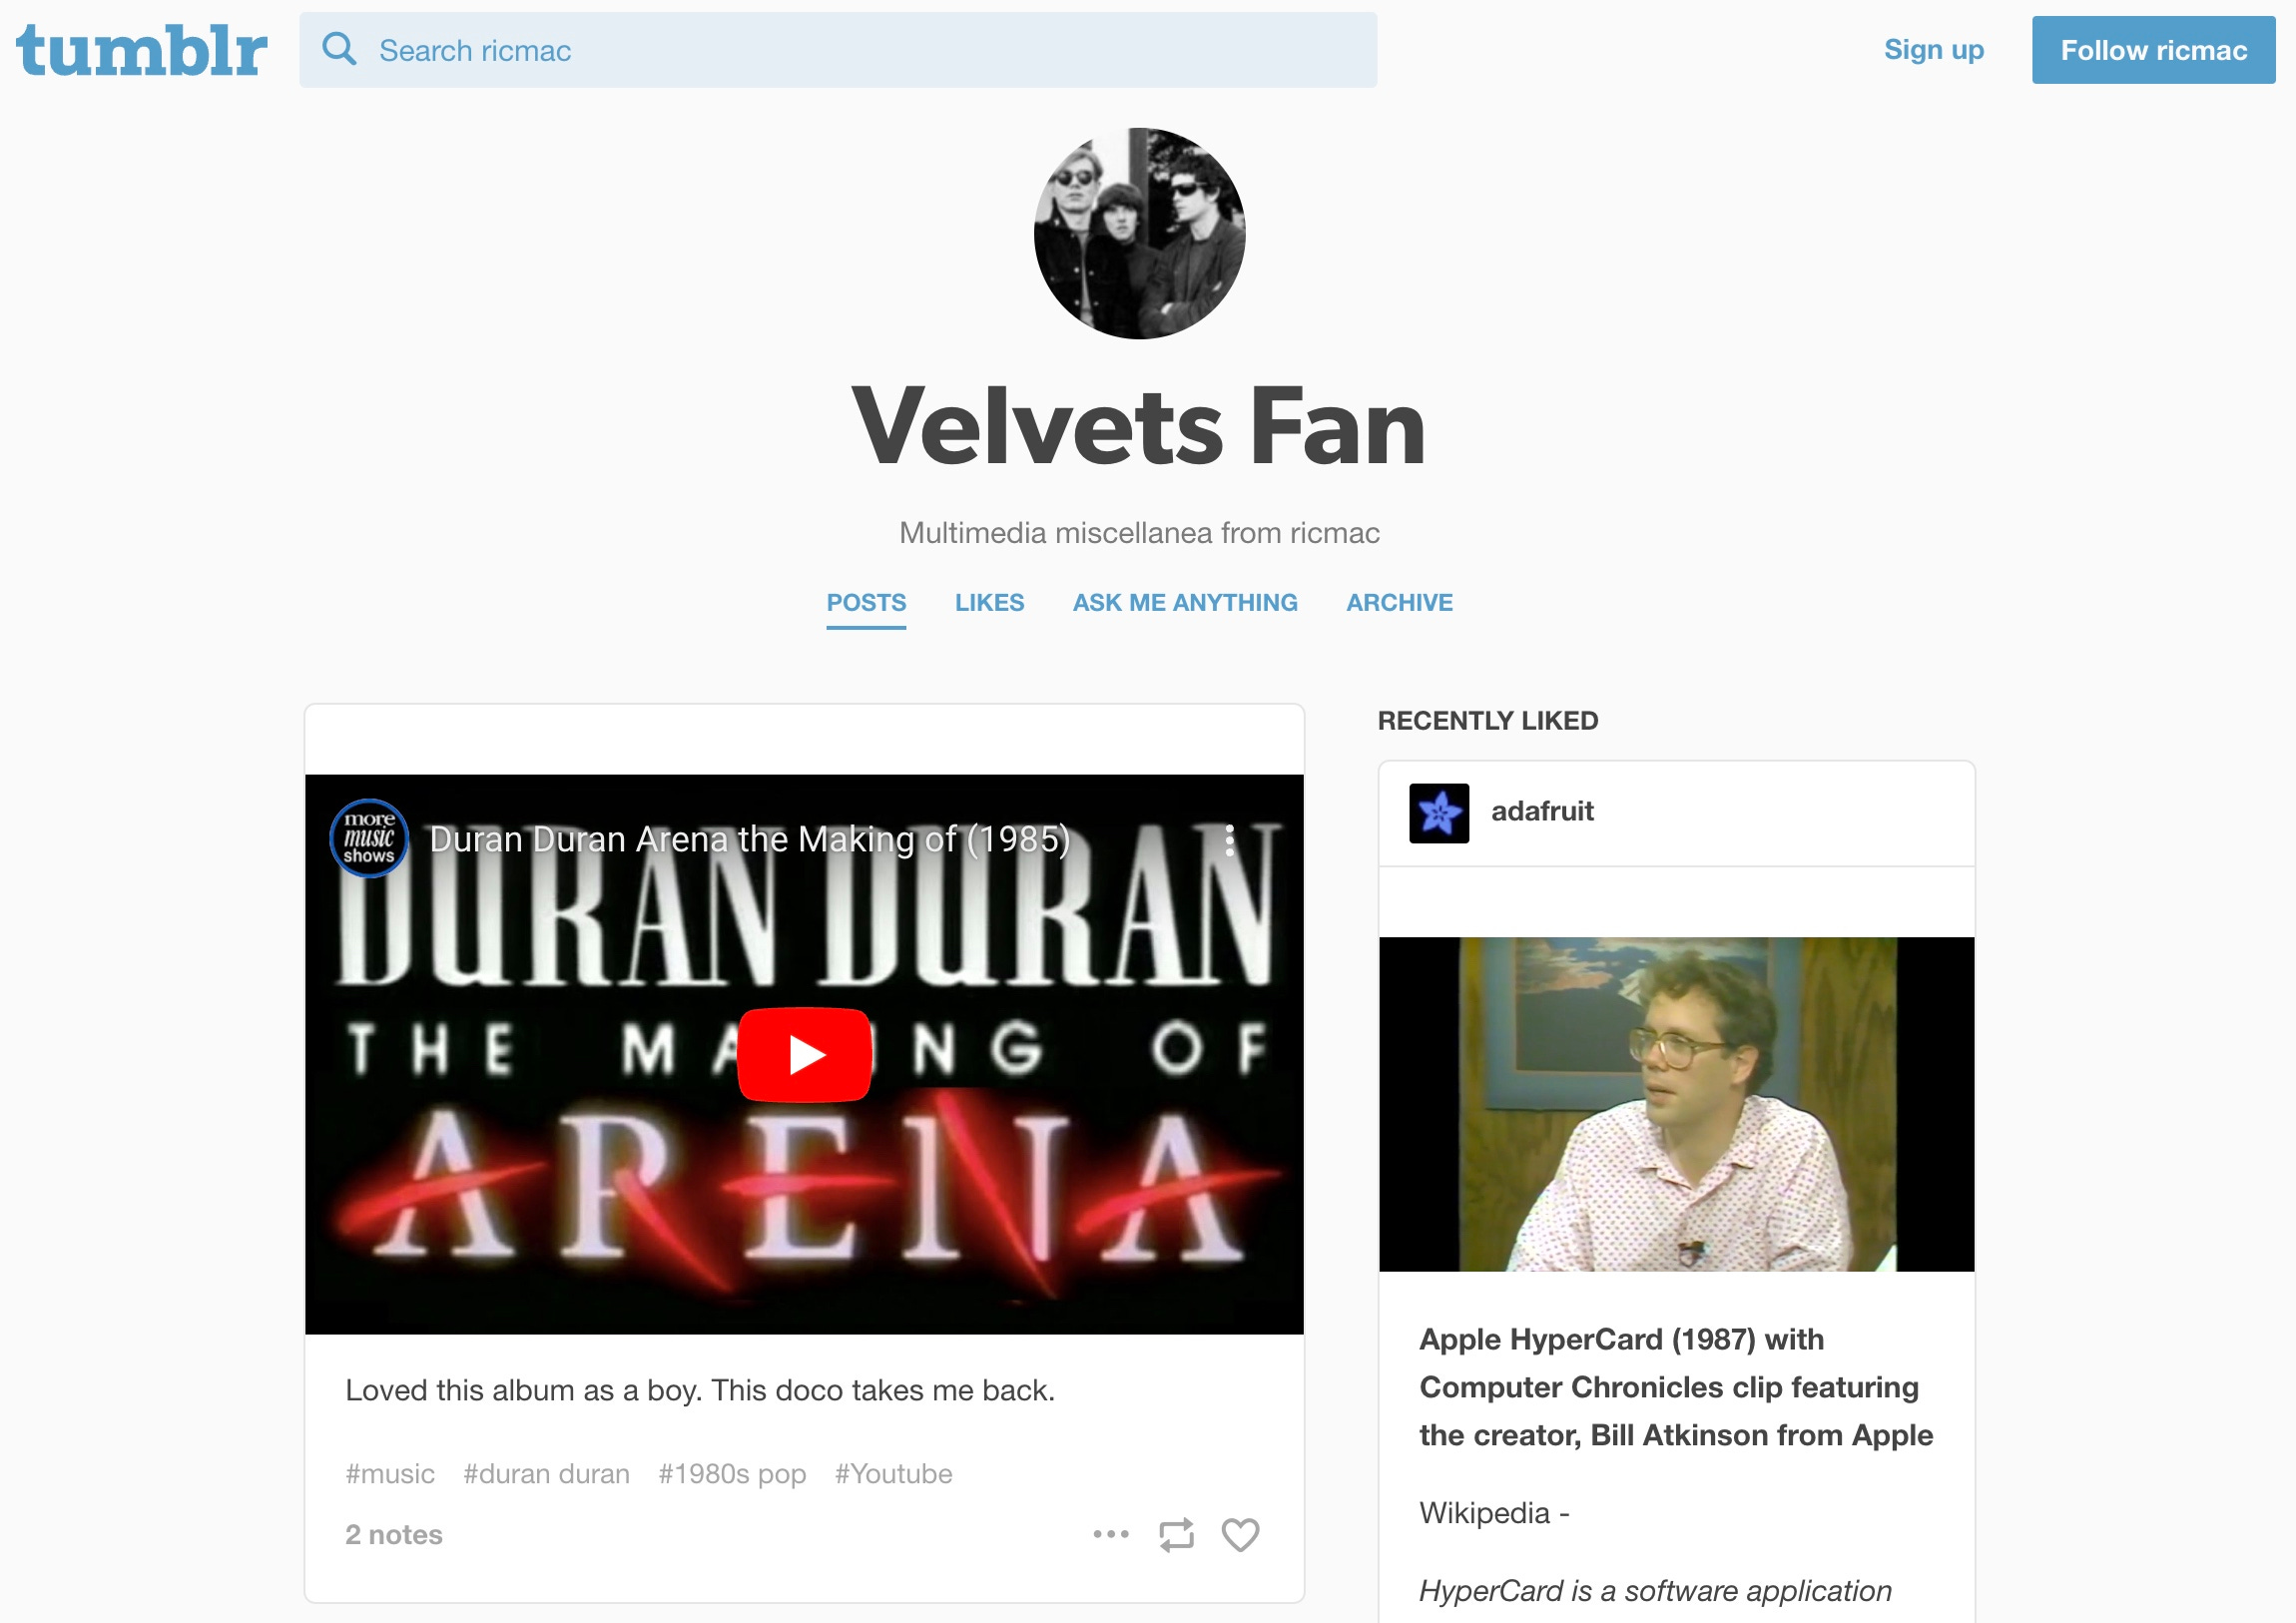 tumblr
Search ricmac
Sign up
Follow ricmac
Velvets Fan
Multimedia miscellanea from ricmac
POSTS LIKES ASK ME ANYTHING ARCHIVE
more
music
shows
Duran Duran Arena the Making of (1985)
DURAN DURAN
THE MA NG OF
ARENA
Loved this album as a boy. This doco takes me back.
#music #duran duran #1980s pop #Youtube
2 notes
RECENTLY LIKED
adafruit
Apple HyperCard (1987) with
Computer Chronicles clip featuring
the creator, Bill Atkinson from Apple
Wikipedia -
HyperCard is a software application